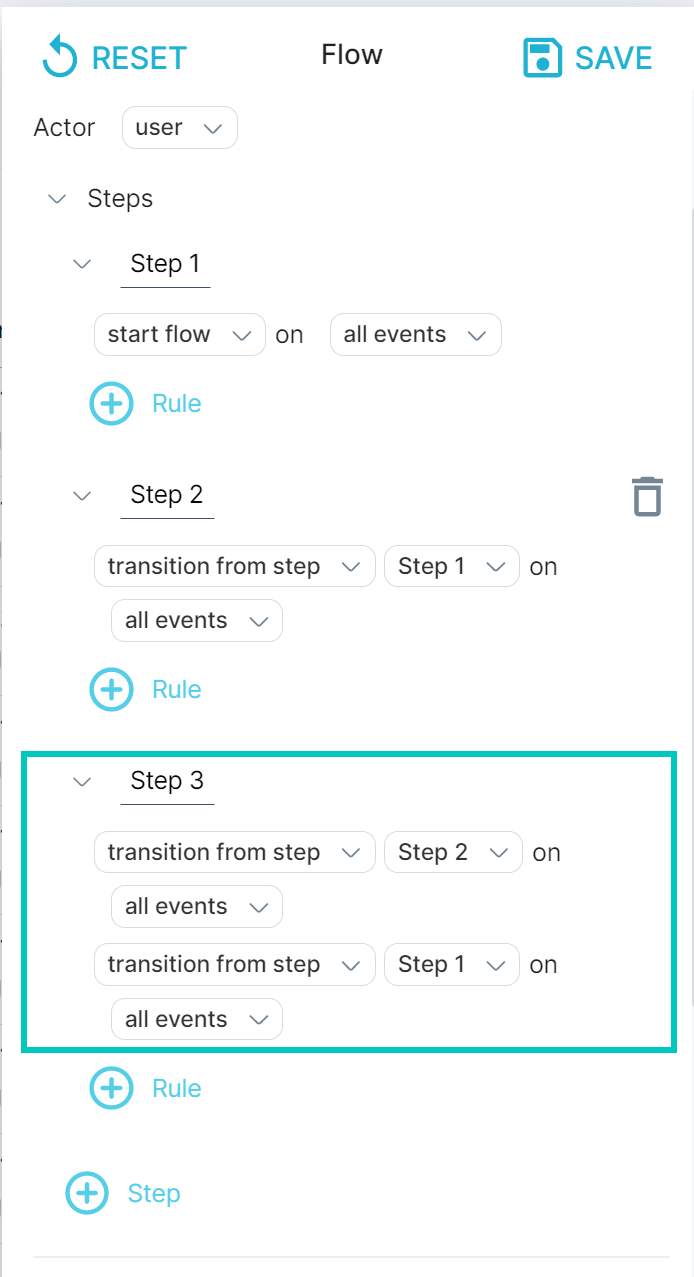 RESET Flow SAVE
Actor user
Steps
Step 1
start flow on all events
Rule
Step 2
transition from step Step 1 on
all events
Rule
Step 3
transition from step Step 2 on
all events
transition from step Step 1 on
all events
Rule
Step